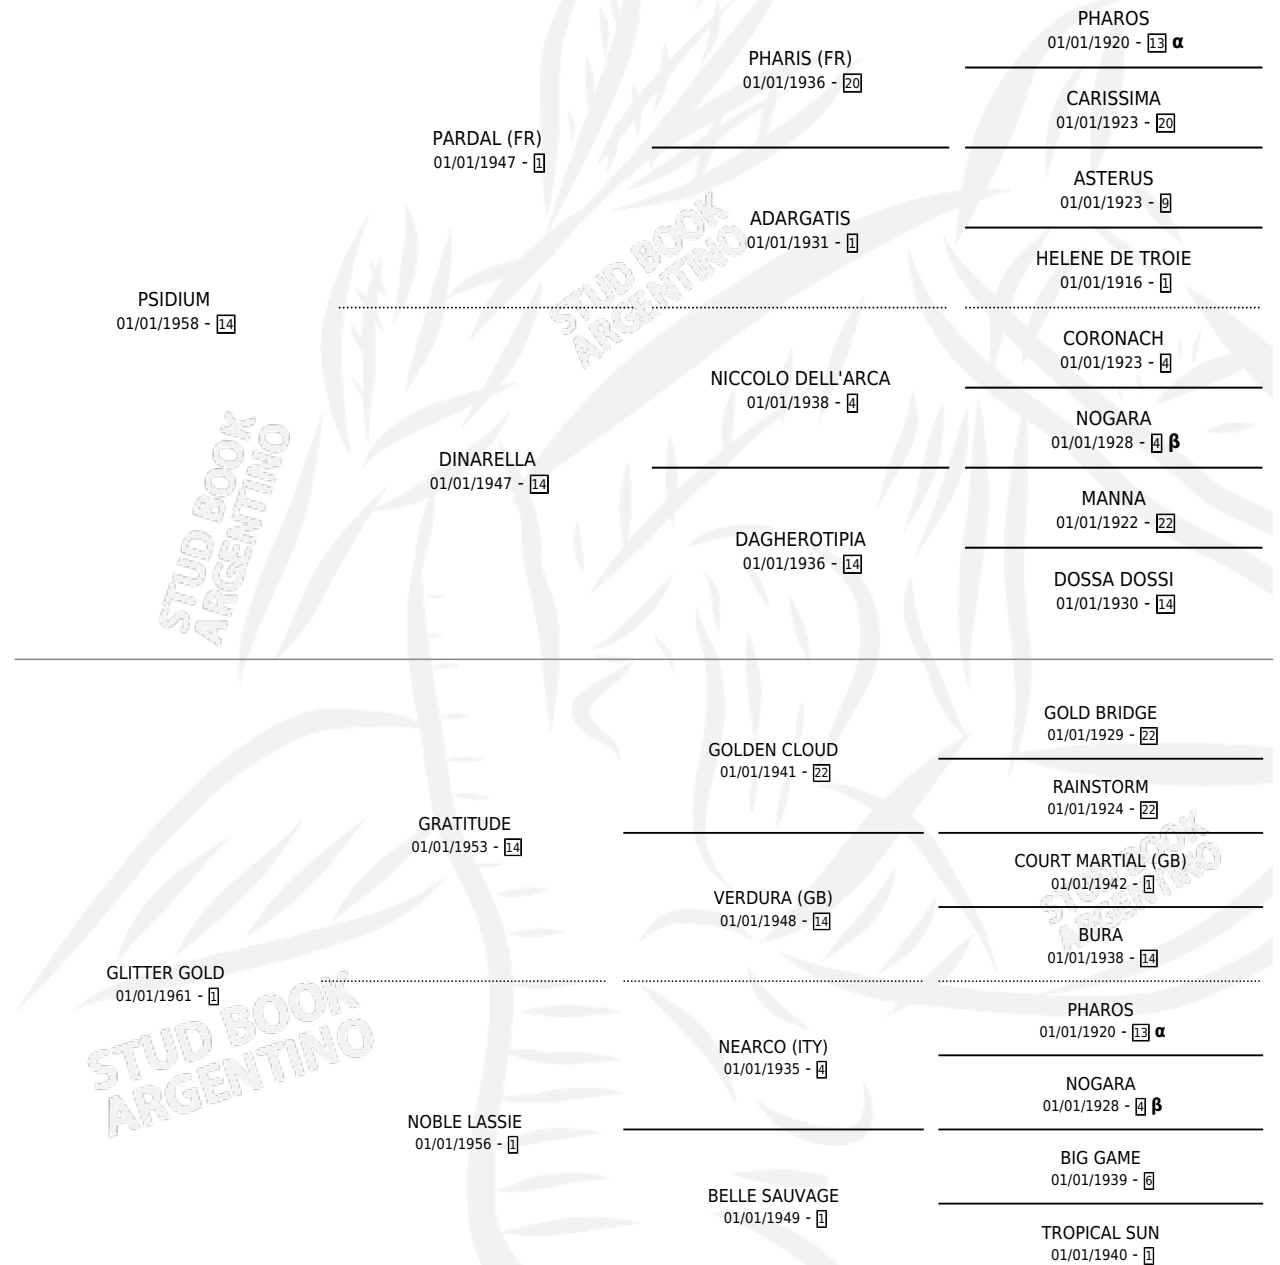 PHAROS
01/01/1920 - 13 α
PHARIS (FR)
01/01/1936 - 20
CARISSIMA
01/01/1923 - 20
PARDAL (FR)
01/01/1947 - 1
ASTERUS
01/01/1923 - 9
ADARGATIS
01/01/1931 - 1
HELENE DE TROIE
01/01/1916 - 1
PSIDIUM
01/01/1958 - 14
STUD BOOK
ARGENTINO
CORONACH
01/01/1923 - 4
NICCOLO DELL'ARCA
01/01/1938 - 4
NOGARA
01/01/1928 - 4 β
DINARELLA
01/01/1947 - 14
MANNA
01/01/1922 - 22
DAGHEROTIPIA
01/01/1936 - 14
DOSSA DOSSI
01/01/1930 - 14
STUD BOOK
ARGENTINO
GOLD BRIDGE
01/01/1929 - 22
GOLDEN CLOUD
01/01/1941 - 22
RAINSTORM
01/01/1924 - 22
GRATITUDE
01/01/1953 - 14
COURT MARTIAL (GB)
01/01/1942 - 1
STUD BOOK
ARGENTINO
VERDURA (GB)
01/01/1948 - 14
BURA
01/01/1938 - 14
GLITTER GOLD
01/01/1961 - 1
STUD BOOK
ARGENTINO
PHAROS
01/01/1920 - 13 α
NEARCO (ITY)
01/01/1935 - 4
NOGARA
01/01/1928 - 4 β
NOBLE LASSIE
01/01/1956 - 1
BIG GAME
01/01/1939 - 6
BELLE SAUVAGE
01/01/1949 - 1
TROPICAL SUN
01/01/1940 - 1